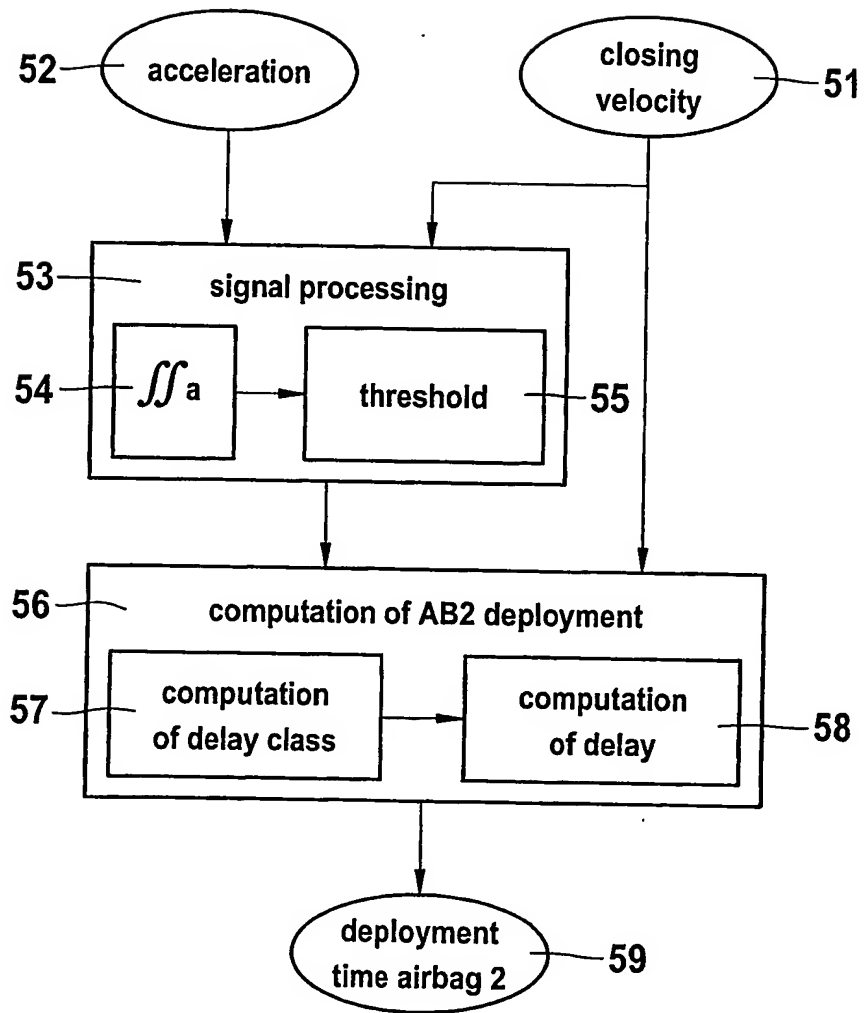 52
acceleration
closing
velocity
51
53
signal processing
54
∬ a
threshold
55
56
computation of AB2 deployment
57
computation
of delay class
computation
of delay
58
deployment
time airbag 2
59